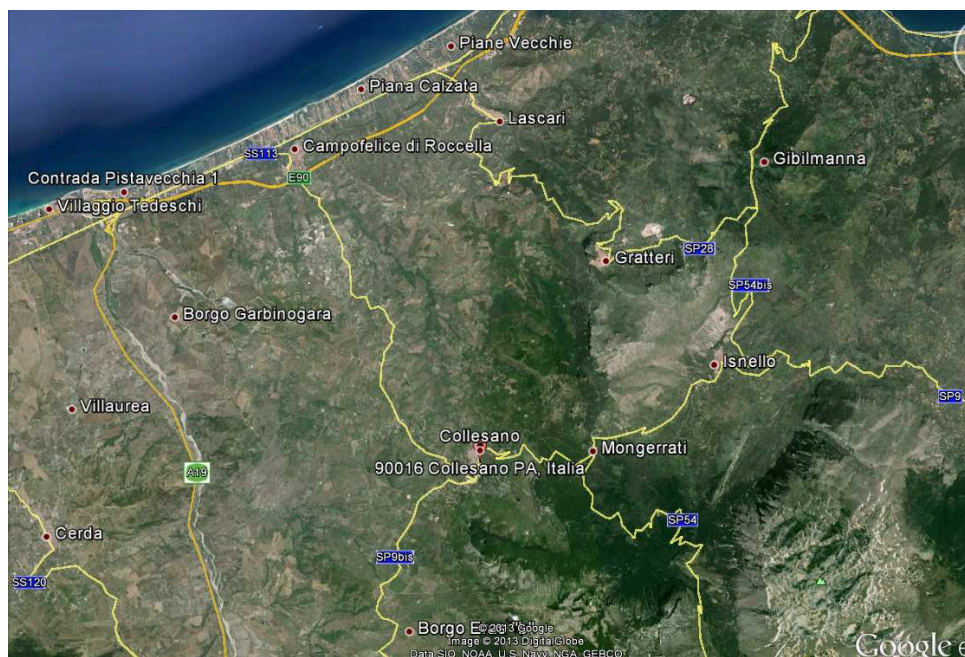 Piane Vecchie
Piana Calzata
Lascari
Campofelice di Roccella
SS113
Gibilmanna
E90
Contrada Pistavecchia 1
Villaggio Tedeschi
SP28
Gratteri
SP54bis
Borgo Garbinogara
Isnello
SP9
Villaurea
Collesano
Mongerrati
90016 Collesano PA, Italia
A19
SP54
Cerda
SP9bis
SS120
Borgo
© 2013 Google
Image © 2013 DigitalGlobe
Data SIO, NOAA, U.S. Navy, NGA, GEBCO
Google